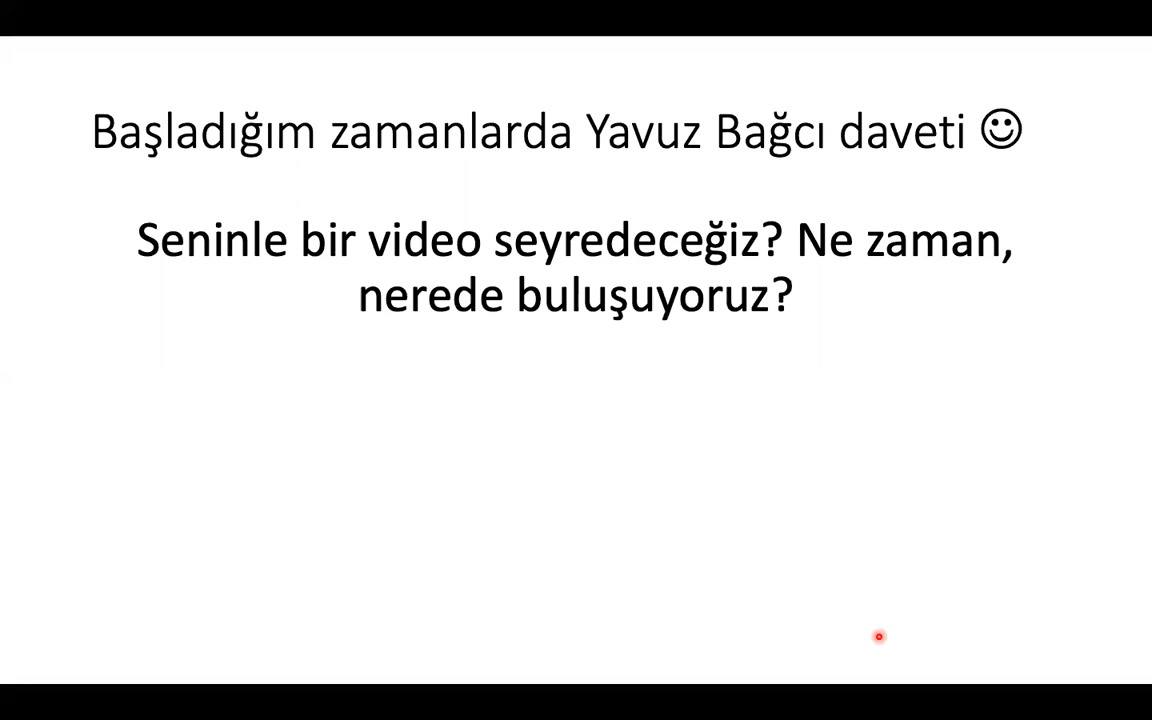 Başladığım zamanlarda Yavuz Bağcı daveti ☺
Seninle bir video seyredeceğiz? Ne zaman,
nerede buluşuyoruz?